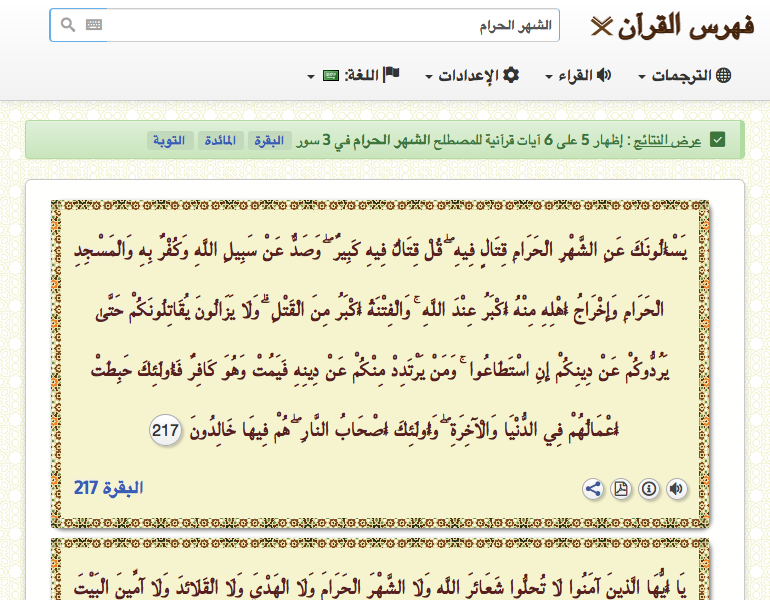 فهرس القرآن
الشهر الحرام
الترجمات
القراء
الإعدادات
اللغة:
عرض النتائج : إظهار 5 على 6 آيات قرآنية للمصطلح الشهر الحرام في 3 سور البقرة المائدة التوبة
يَسْأَلُونَكَ عَنِ الشَّهْرِ الْحَرَامِ قِتَالٍ فِيهِ ۖ قُلْ قِتَالٌ فِيهِ كَبِيرٌ ۖ وَصَدٌّ عَنْ سَبِيلِ اللَّهِ وَكُفْرٌ بِهِ وَالْمَسْجِدِ
الْحَرَامِ وَإِخْرَاجُ أَهْلِهِ مِنْهُ أَكْبَرُ عِنْدَ اللَّهِ ۚ وَالْفِتْنَةُ أَكْبَرُ مِنَ الْقَتْلِ ۗ وَلَا يَزَالُونَ يُقَاتِلُونَكُمْ حَتَّىٰ
يَرُدُّوكُمْ عَنْ دِينِكُمْ إِنِ اسْتَطَاعُوا ۚ وَمَنْ يَرْتَدِدْ مِنْكُمْ عَنْ دِينِهِ فَيَمُتْ وَهُوَ كَافِرٌ فَأُولَٰئِكَ حَبِطَتْ
أَعْمَالُهُمْ فِي الدُّنْيَا وَالْآخِرَةِ ۖ وَأُولَٰئِكَ أَصْحَابُ النَّارِ ۖ هُمْ فِيهَا خَالِدُونَ 217
البقرة 217
يَا أَيُّهَا الَّذِينَ آمَنُوا لَا تُحِلُّوا شَعَائِرَ اللَّهِ وَلَا الشَّهْرَ الْحَرَامَ وَلَا الْهَدْيَ وَلَا الْقَلَائِدَ وَلَا آمِّينَ الْبَيْتَ